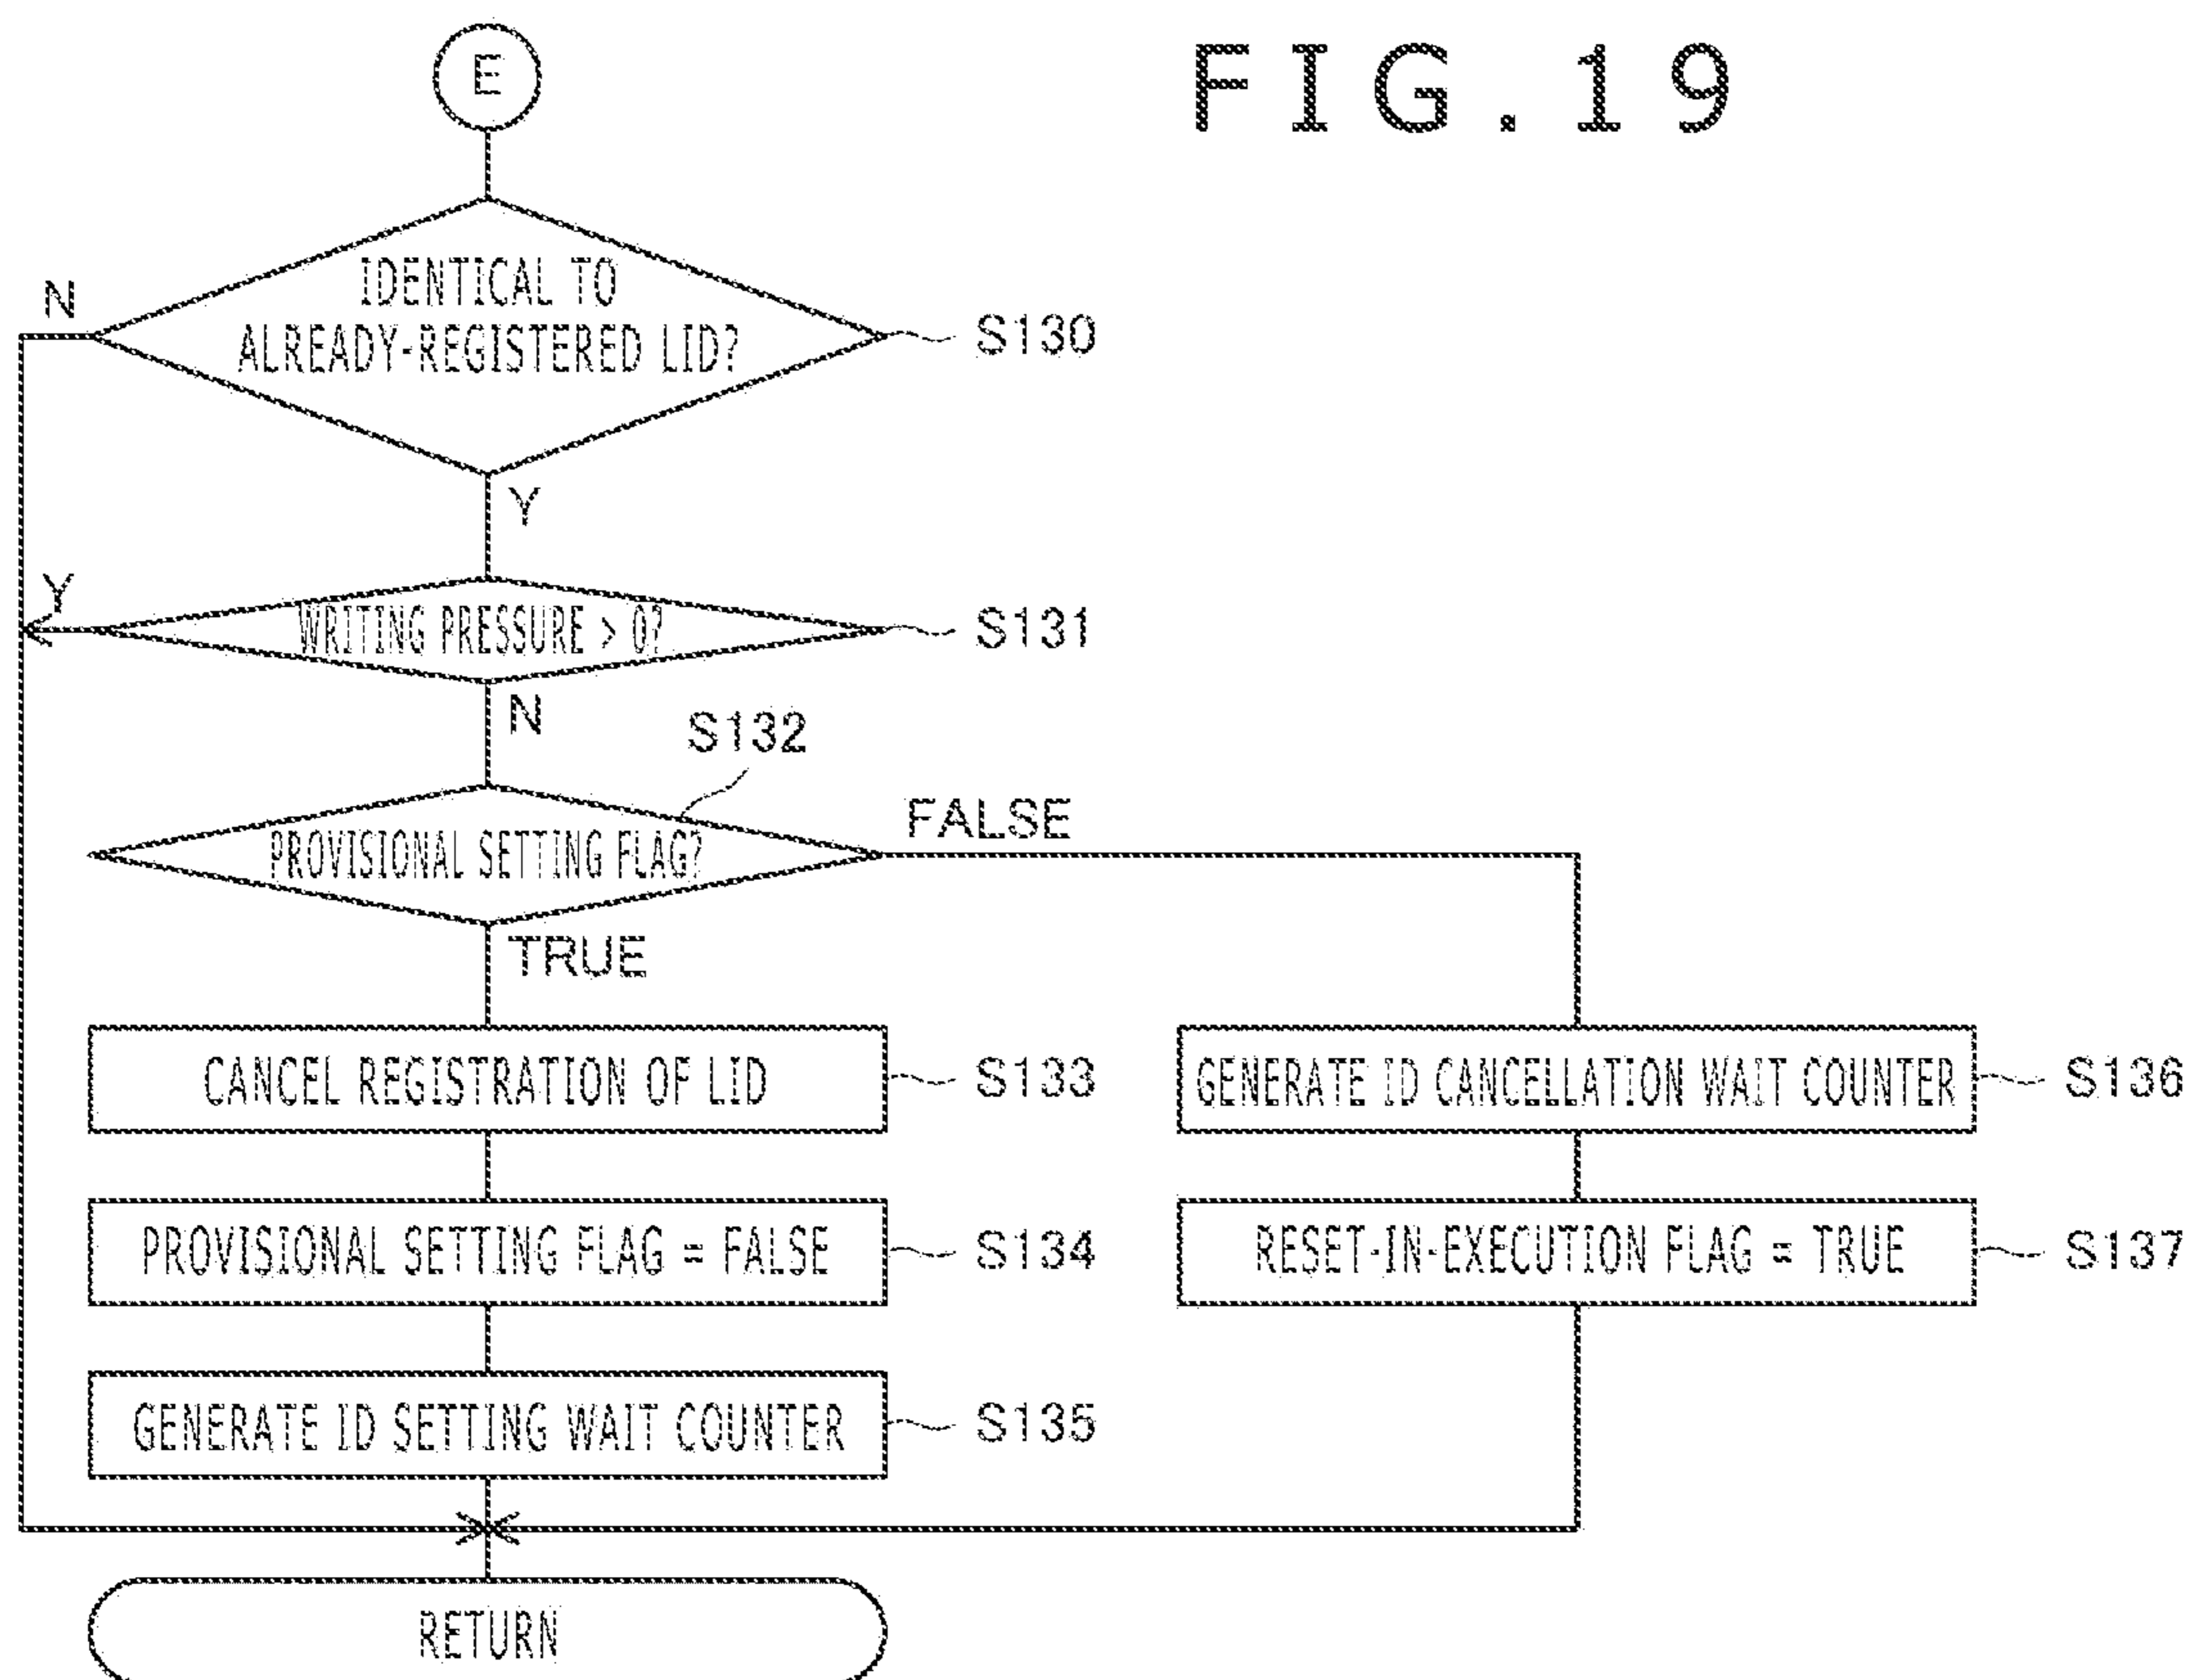 E
FIG.19
IDENTICAL TO
ALREADY-REGISTERED LID?
N
S130
Y
Y
WRITING PRESSURE > 0?
S131
N
S132
PROVISIONAL SETTING FLAG?
FALSE
TRUE
CANCEL REGISTRATION OF LID
S133
GENERATE ID CANCELLATION WAIT COUNTER
S136
PROVISIONAL SETTING FLAG = FALSE
S134
RESET-IN-EXECUTION FLAG = TRUE
S137
GENERATE ID SETTING WAIT COUNTER
S135
RETURN